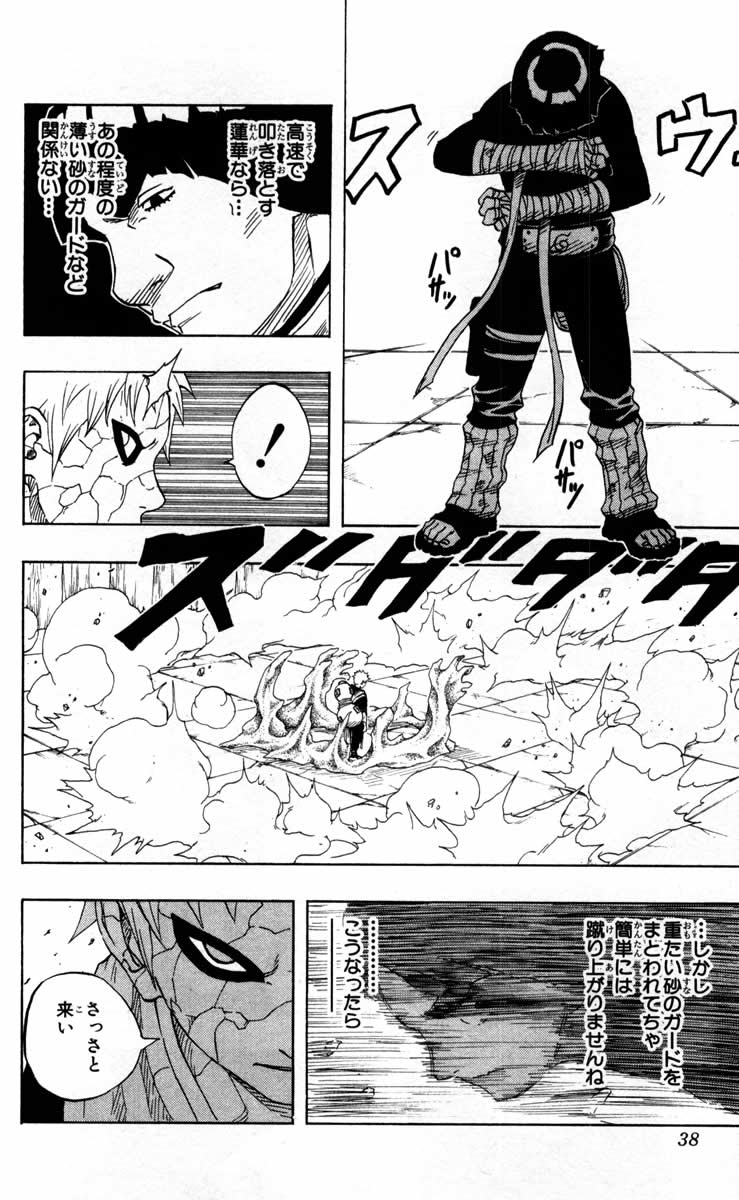 ウ…ス
パサッ
パサッ
高速で
叩き落とす
蓮華なら…
あの程度の
薄い砂のガードなど
関係ない…
！
ズドドドド
…しかし
重たい砂のガードを
まとわれてちゃ
簡単には
蹴り上がりませんね
…………
こうなったら
――――
さっさと
来い
38